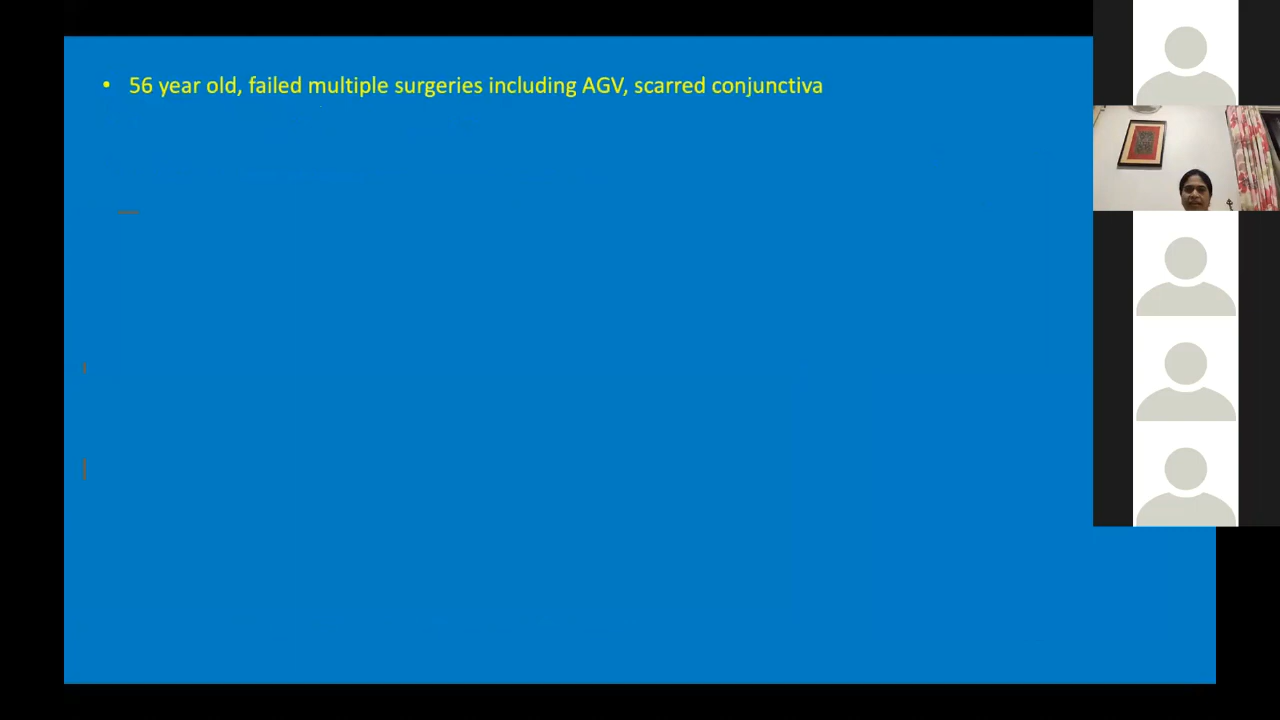 • 56 year old, failed multiple surgeries including AGV, scarred conjunctiva